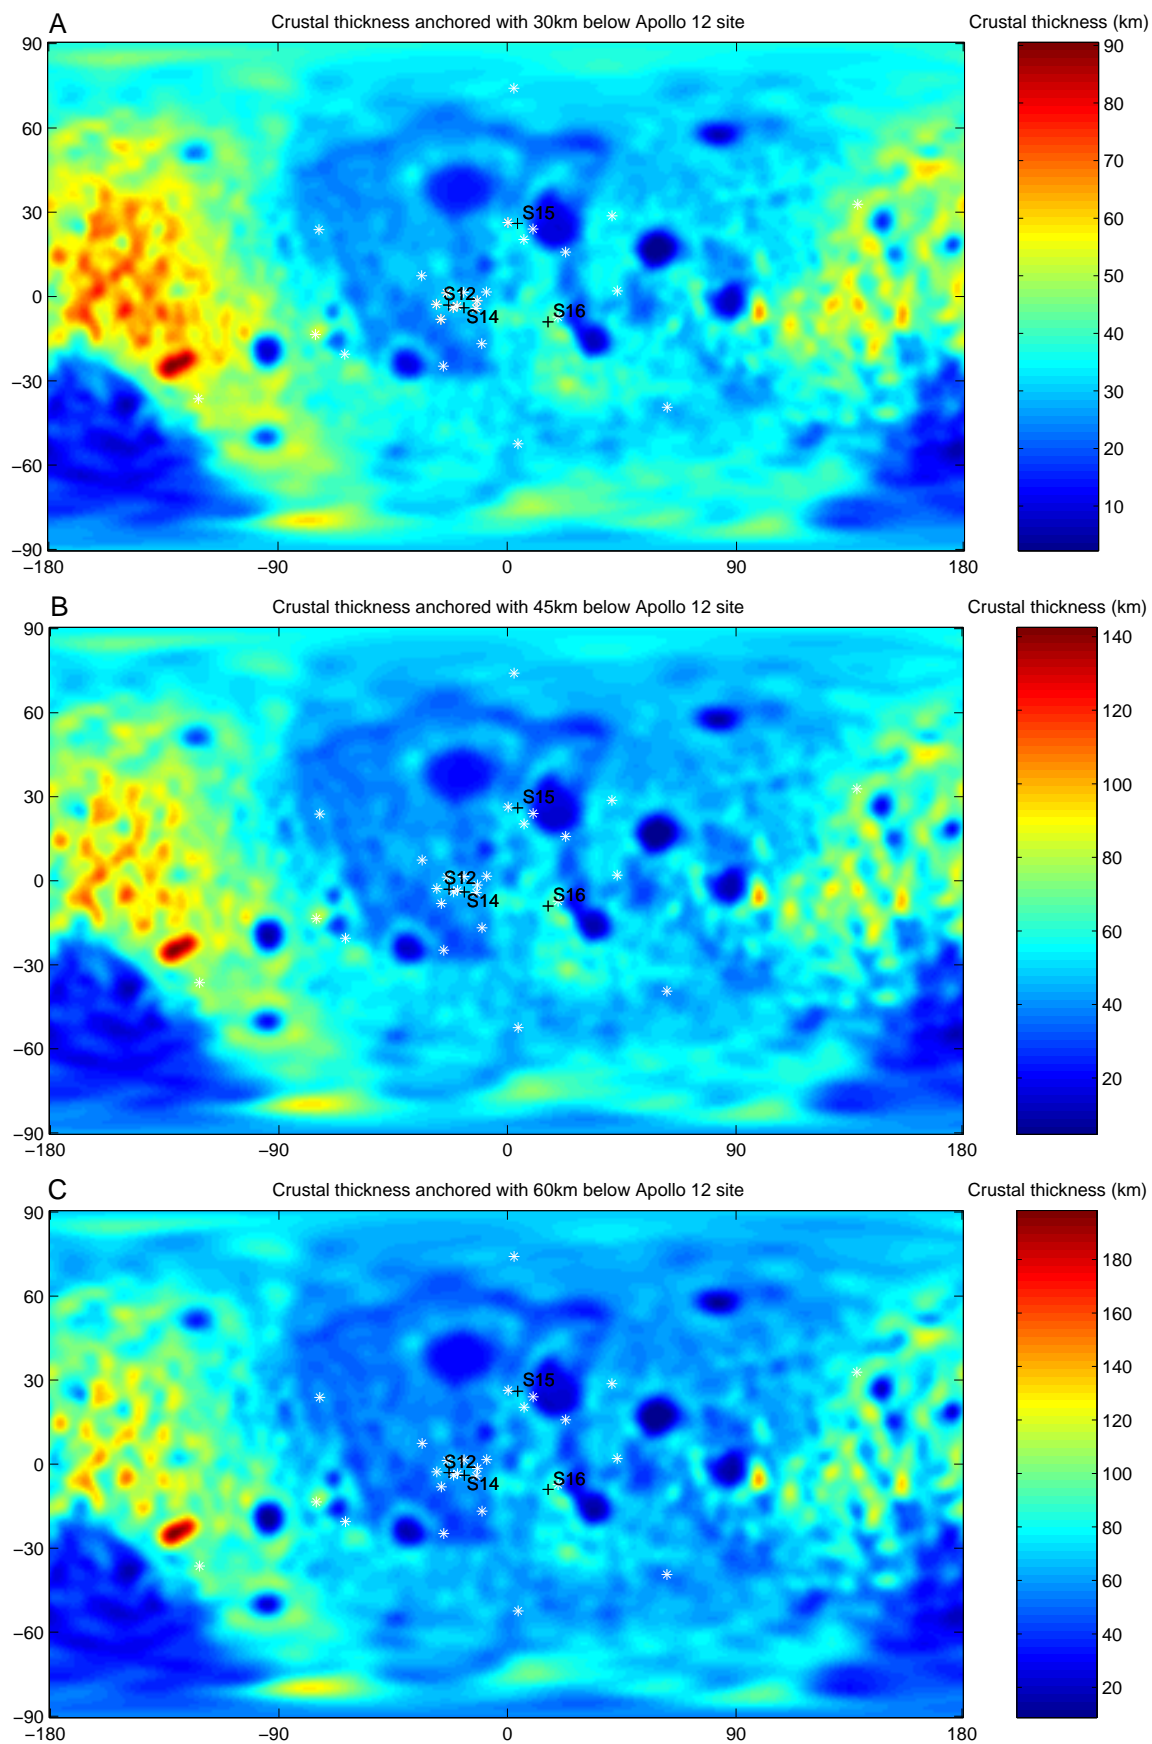 A
Crustal thickness anchored with 30km below Apollo 12 site
Crustal thickness (km)
90
60
30
0
−30
−60
−90
−180
−90
0
90
180
S15
S12
S14
S16
90
80
70
60
50
40
30
20
10
B
Crustal thickness anchored with 45km below Apollo 12 site
Crustal thickness (km)
90
60
30
0
−30
−60
−90
−180
−90
0
90
180
S15
S12
S14
S16
140
120
100
80
60
40
20
C
Crustal thickness anchored with 60km below Apollo 12 site
Crustal thickness (km)
90
60
30
0
−30
−60
−90
−180
−90
0
90
180
S15
S12
S14
S16
180
160
140
120
100
80
60
40
20